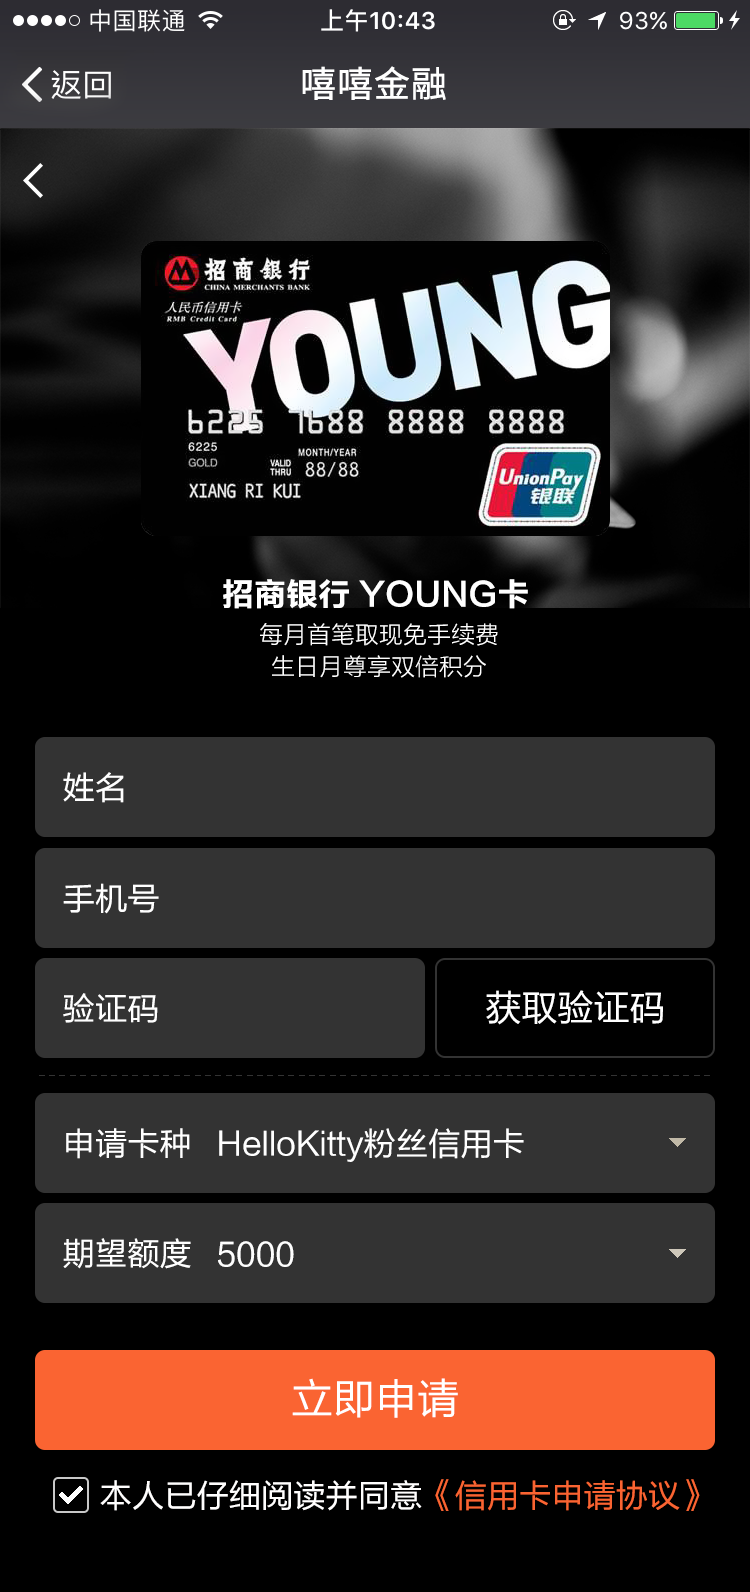 中国联通 上午10:43 93%
返回 嘻嘻金融
招商银行
CHINA MERCHANTS BANK
人民币信用卡
RMB Credit Card
YOUNG
6225 7688 8888 8888
6225
GOLD
VALID THRU MONTH/YEAR 88/88
XIANG RI KUI
UnionPay
银联
招商银行 YOUNG卡
每月首笔取现免手续费
生日月尊享双倍积分
姓名
手机号
验证码 获取验证码
申请卡种 HelloKitty粉丝信用卡
期望额度 5000
立即申请
本人已仔细阅读并同意《信用卡申请协议》